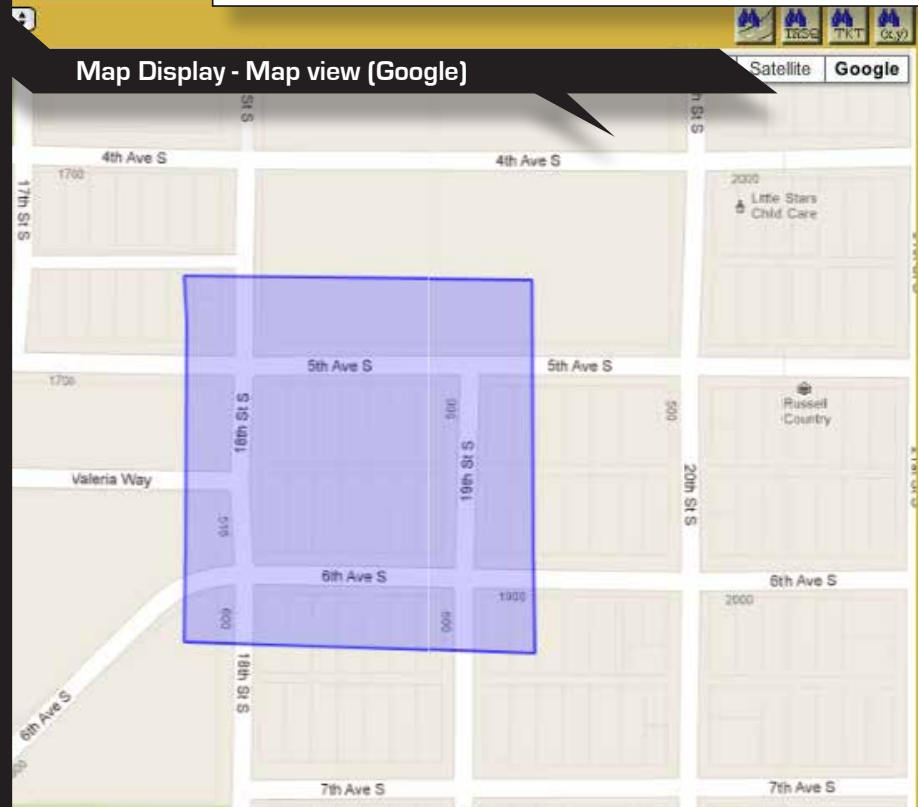 TRSQ
TKT
(x,y)
Map Display - Map view (Google)
Satellite
Google
St S
St S
4th Ave S
4th Ave S
1760
2000
17th St S
Little Stars
Child Care
5th Ave S
5th Ave S
1700
500
500
Russell
Country
18th St S
19th St S
Valeria Way
20th St S
516
6th Ave S
6th Ave S
1900
2000
600
600
18th St S
6th Ave S
7th Ave S
7th Ave S